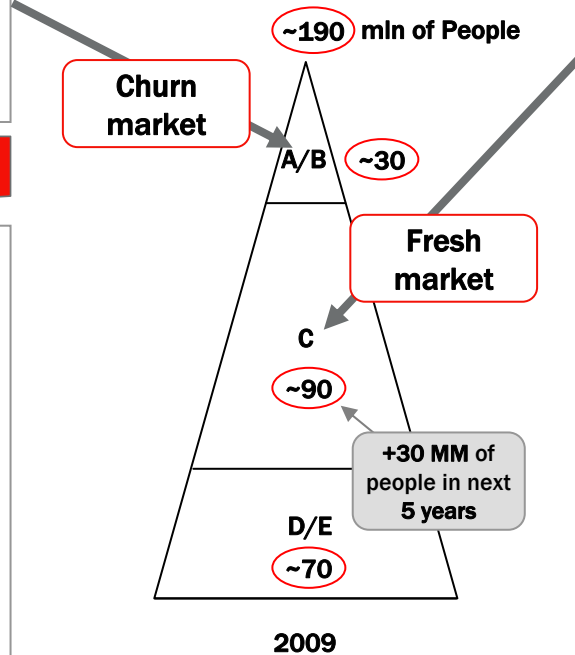 ~190 mln of People
Churn
market
A/B
~30
Fresh
market
C
~90
+30 MM of
people in next
5 years
D/E
~70
2009